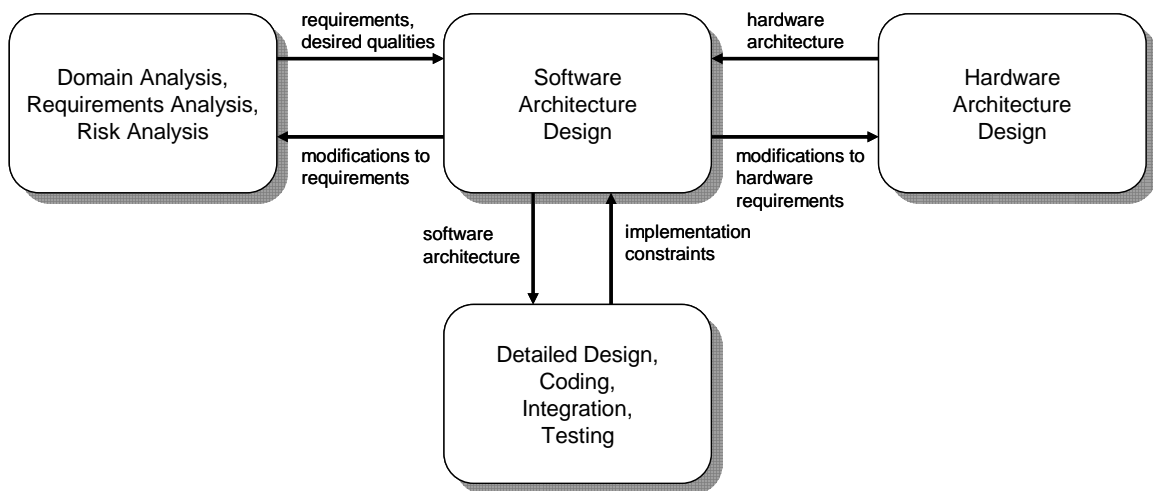 requirements,
desired qualities
hardware
architecture
Domain Analysis,
Requirements Analysis,
Risk Analysis
Software
Architecture
Design
Hardware
Architecture
Design
modifications to
requirements
modifications to
hardware
requirements
software
architecture
implementation
constraints
Detailed Design,
Coding,
Integration,
Testing